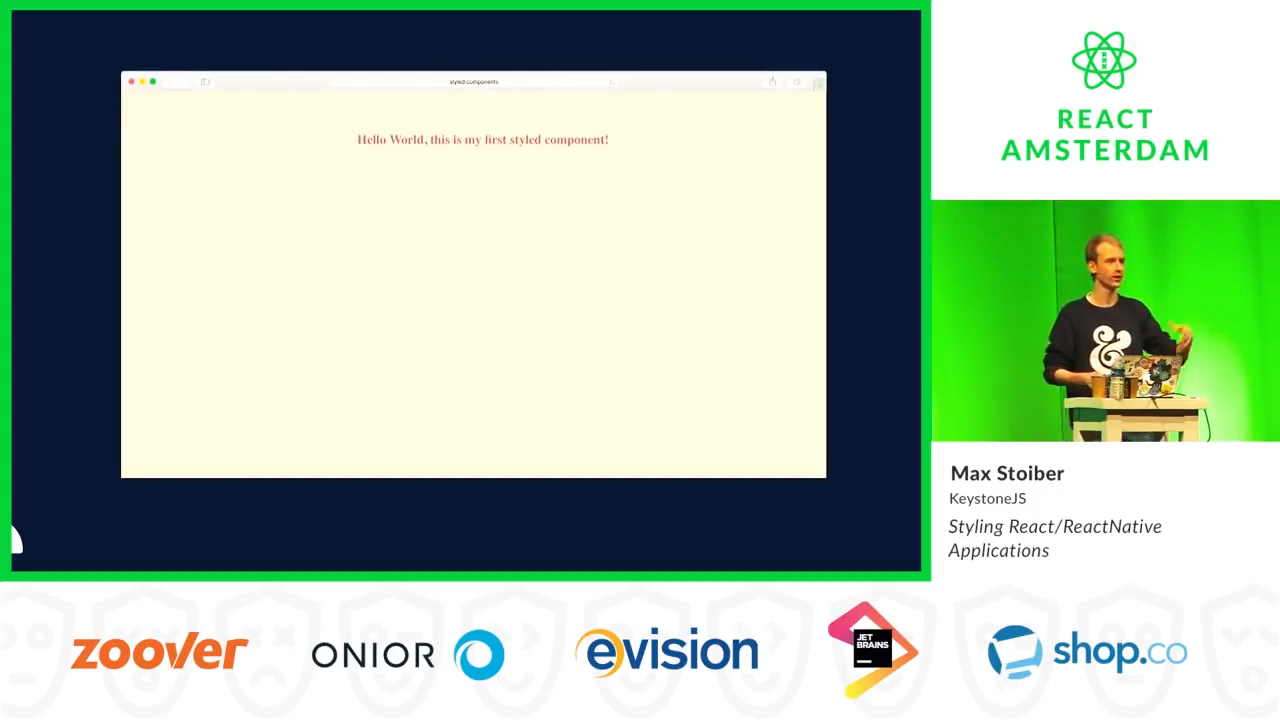 styled-components
Hello World, this is my first styled component!
REACT
AMSTERDAM
&
Max Stoiber
KeystoneJS
Styling React/ReactNative
Applications
zoover
ONIOR
evision
JET
BRAINS
shop.co